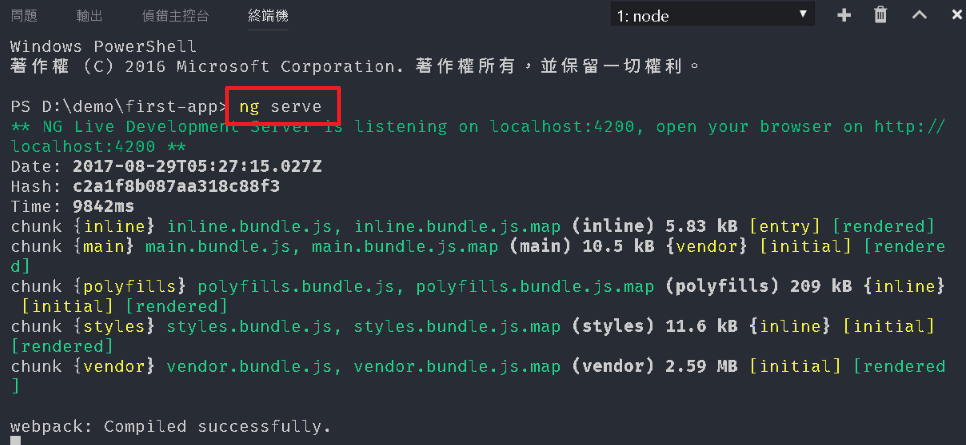 問題 輸出 偵錯主控台 終端機 1: node
Windows PowerShell
著作權 (C) 2016 Microsoft Corporation. 著作權所有，並保留一切權利。
PS D:\demo\first-app> ng serve
** NG Live Development Server is listening on localhost:4200, open your browser on http://
localhost:4200 **
Date: 2017-08-29T05:27:15.027Z
Hash: c2a1f8b087aa318c88f3
Time: 9842ms
chunk {inline} inline.bundle.js, inline.bundle.js.map (inline) 5.83 kB [entry] [rendered]
chunk {main} main.bundle.js, main.bundle.js.map (main) 10.5 kB {vendor} [initial] [rendere
d]
chunk {polyfills} polyfills.bundle.js, polyfills.bundle.js.map (polyfills) 209 kB {inline}
[initial] [rendered]
chunk {styles} styles.bundle.js, styles.bundle.js.map (styles) 11.6 kB {inline} [initial]
[rendered]
chunk {vendor} vendor.bundle.js, vendor.bundle.js.map (vendor) 2.59 MB [initial] [rendered
]
webpack: Compiled successfully.